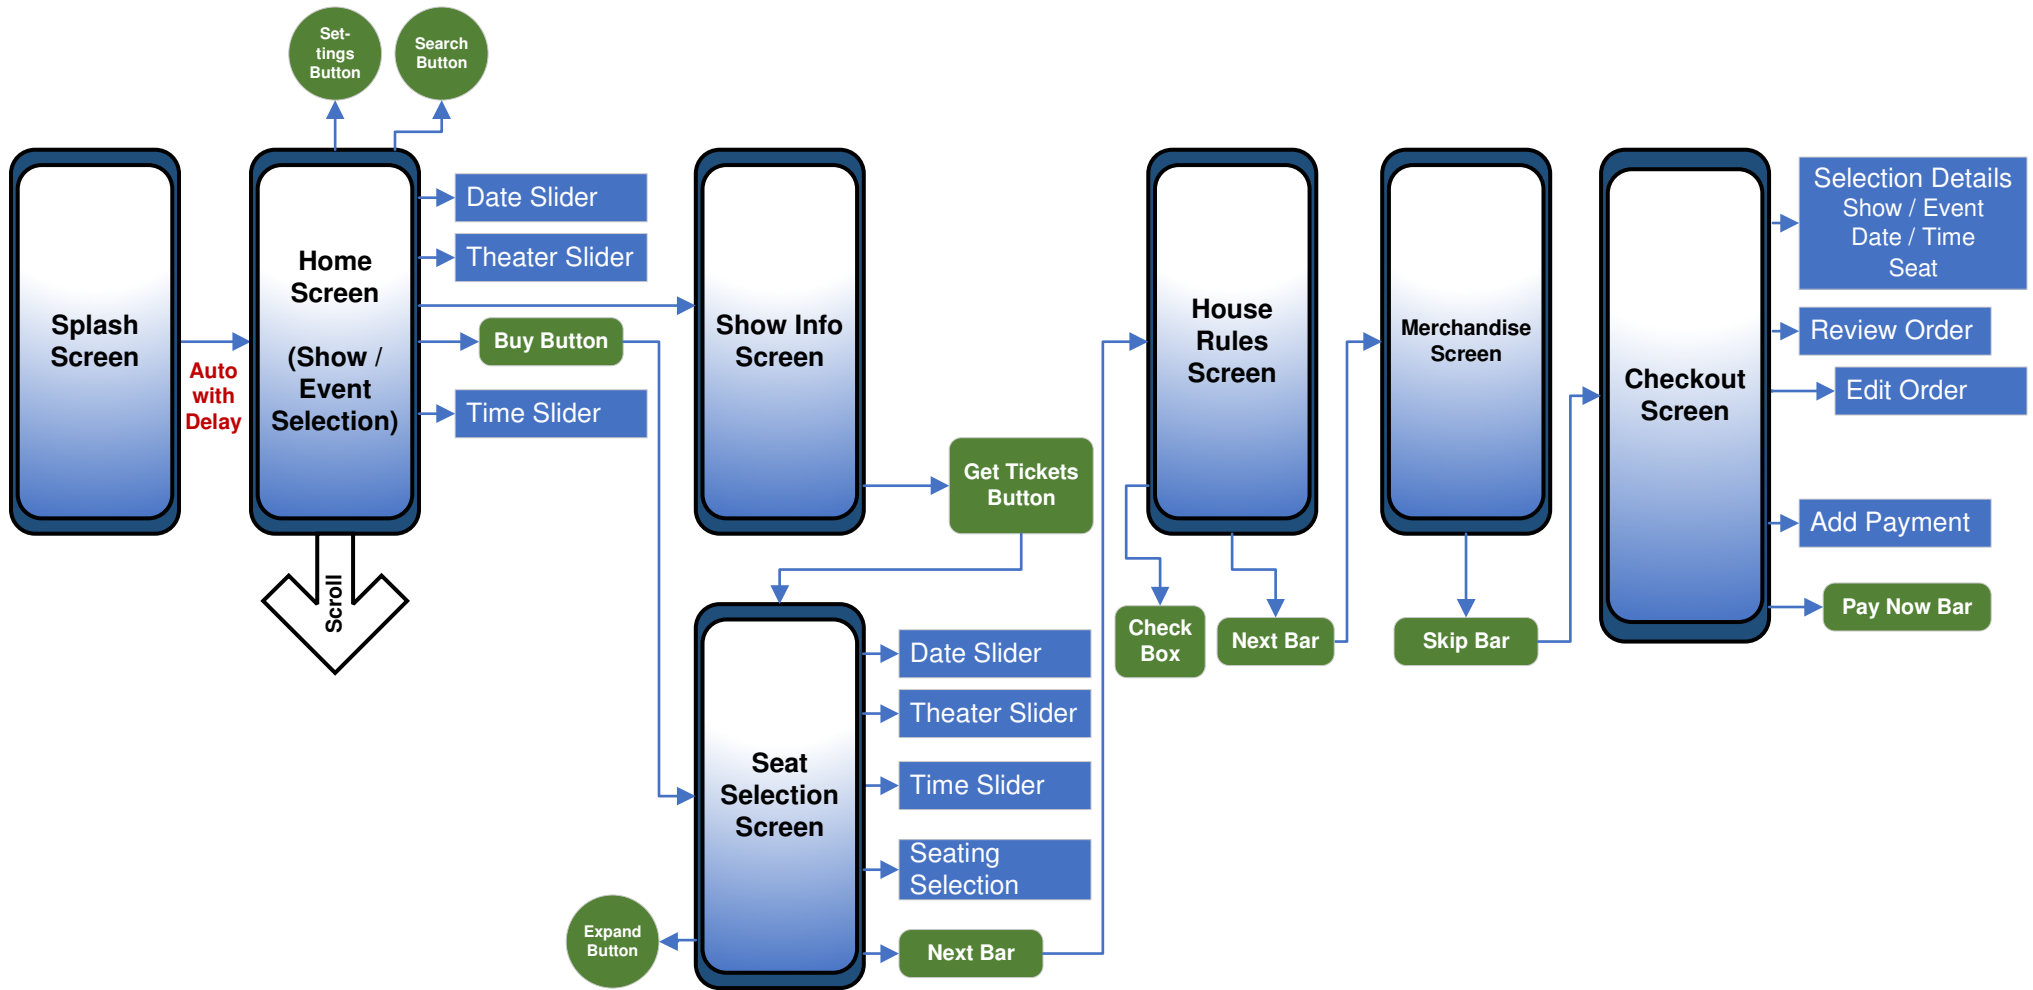 Set-
tings
Button
Search
Button
Splash
Screen
Auto
with
Delay
Home
Screen
(Show /
Event
Selection)
Scroll
Date Slider
Theater Slider
Buy Button
Time Slider
Show Info
Screen
Get Tickets
Button
Seat
Selection
Screen
Date Slider
Theater Slider
Time Slider
Seating
Selection
Next Bar
Expand
Button
House
Rules
Screen
Check
Box
Next Bar
Merchandise
Screen
Skip Bar
Checkout
Screen
Selection Details
Show / Event
Date / Time
Seat
Review Order
Edit Order
Add Payment
Pay Now Bar